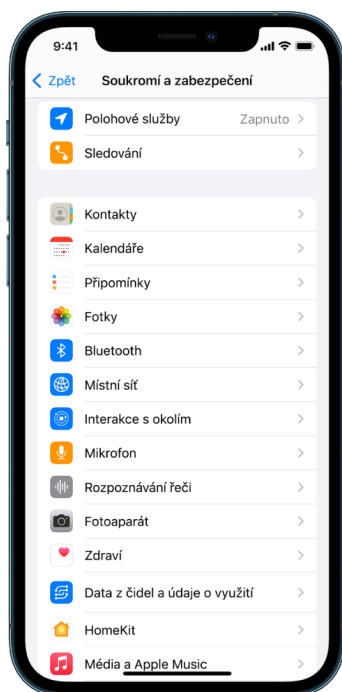 9:41
Zpět Soukromí a zabezpečení
Polohové služby Zapnuto
Sledování
Kontakty
Kalendáře
Připomínky
Fotky
Bluetooth
Místní síť
Interakce s okolím
Mikrofon
Rozpoznávání řeči
Fotoaparát
Zdraví
Data z čidel a údaje o využití
HomeKit
Média a Apple Music